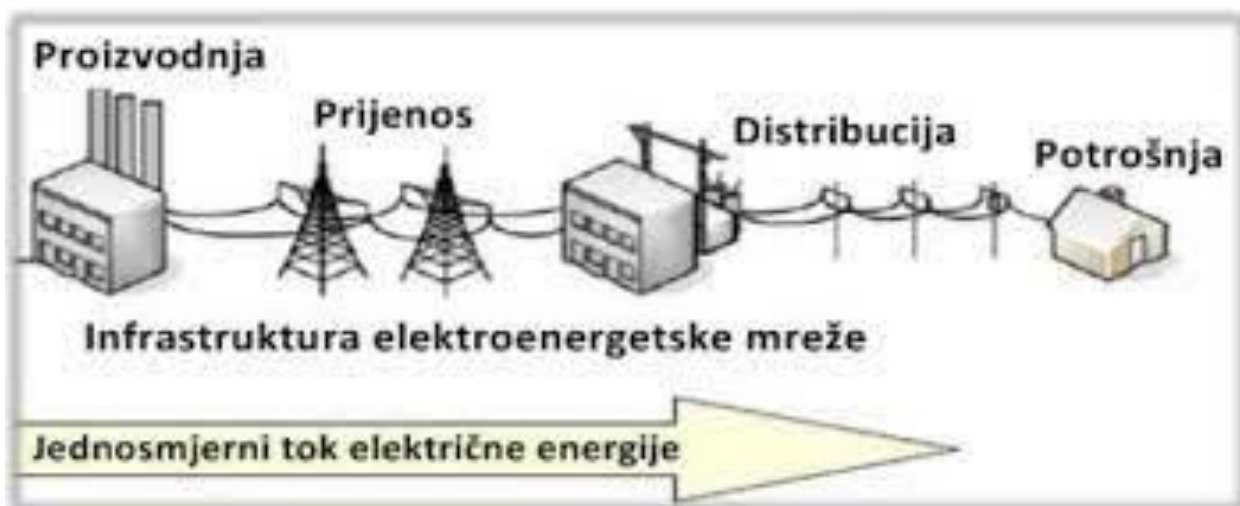 Proizvodnja
Prijenos
Distribucija
Potrošnja
Infrastruktura elektroenergetske mreže
Jednosmjerni tok električne energije